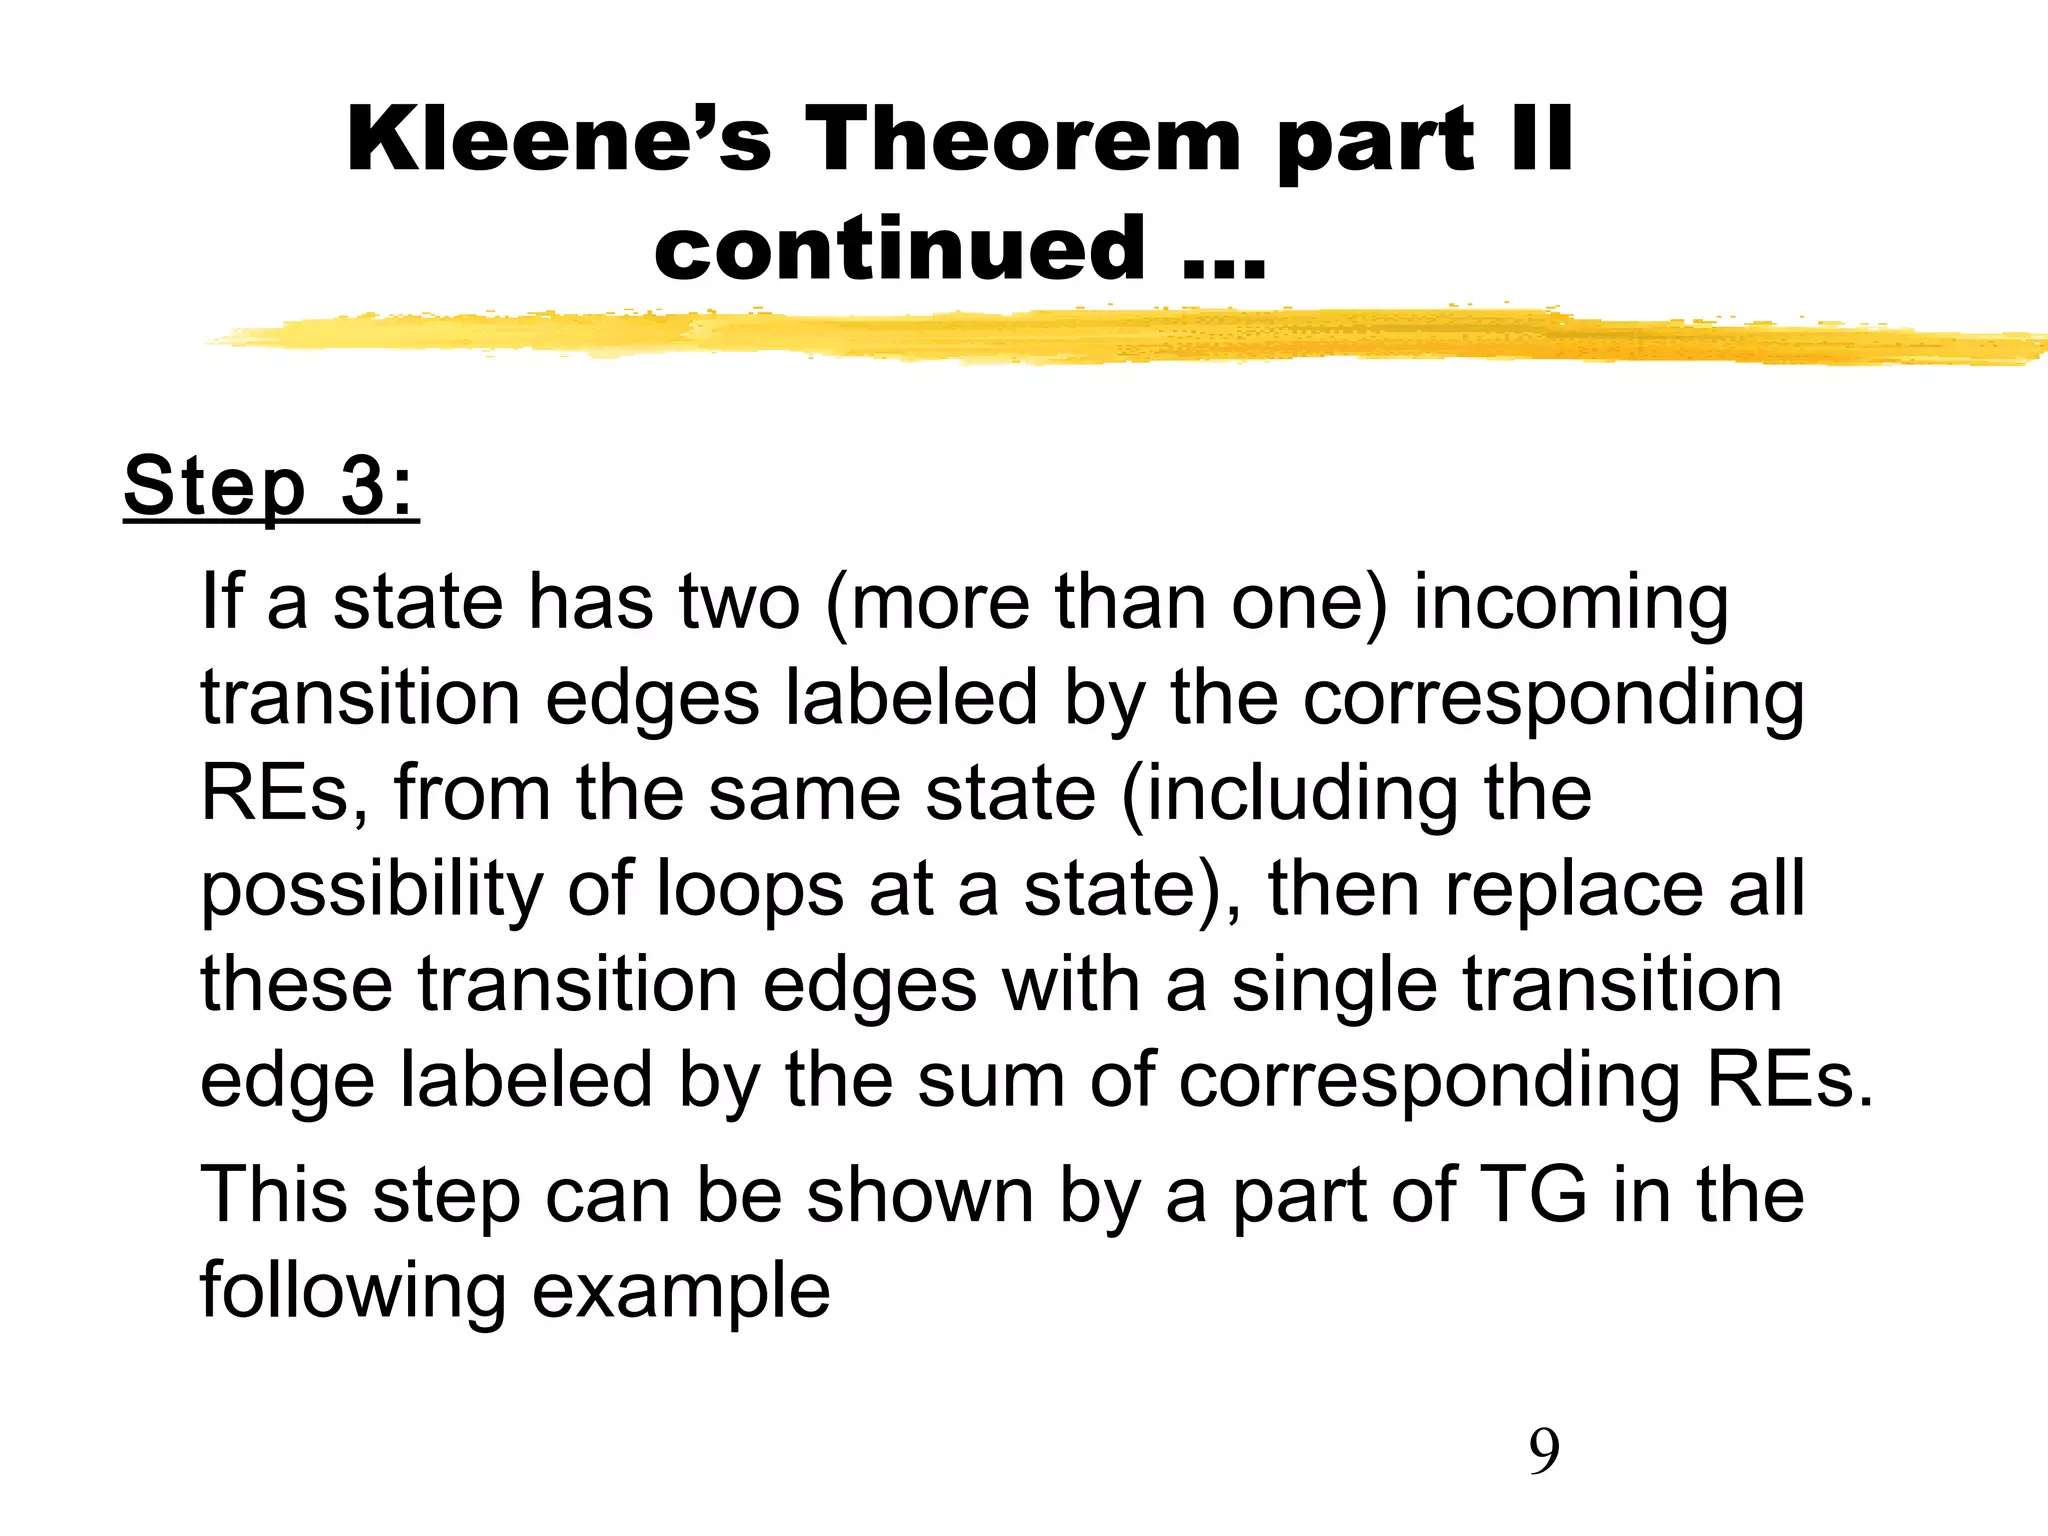 Kleene’s Theorem part II
continued …
Step 3:
If a state has two (more than one) incoming
transition edges labeled by the corresponding
REs, from the same state (including the
possibility of loops at a state), then replace all
these transition edges with a single transition
edge labeled by the sum of corresponding REs.
This step can be shown by a part of TG in the
following example
9